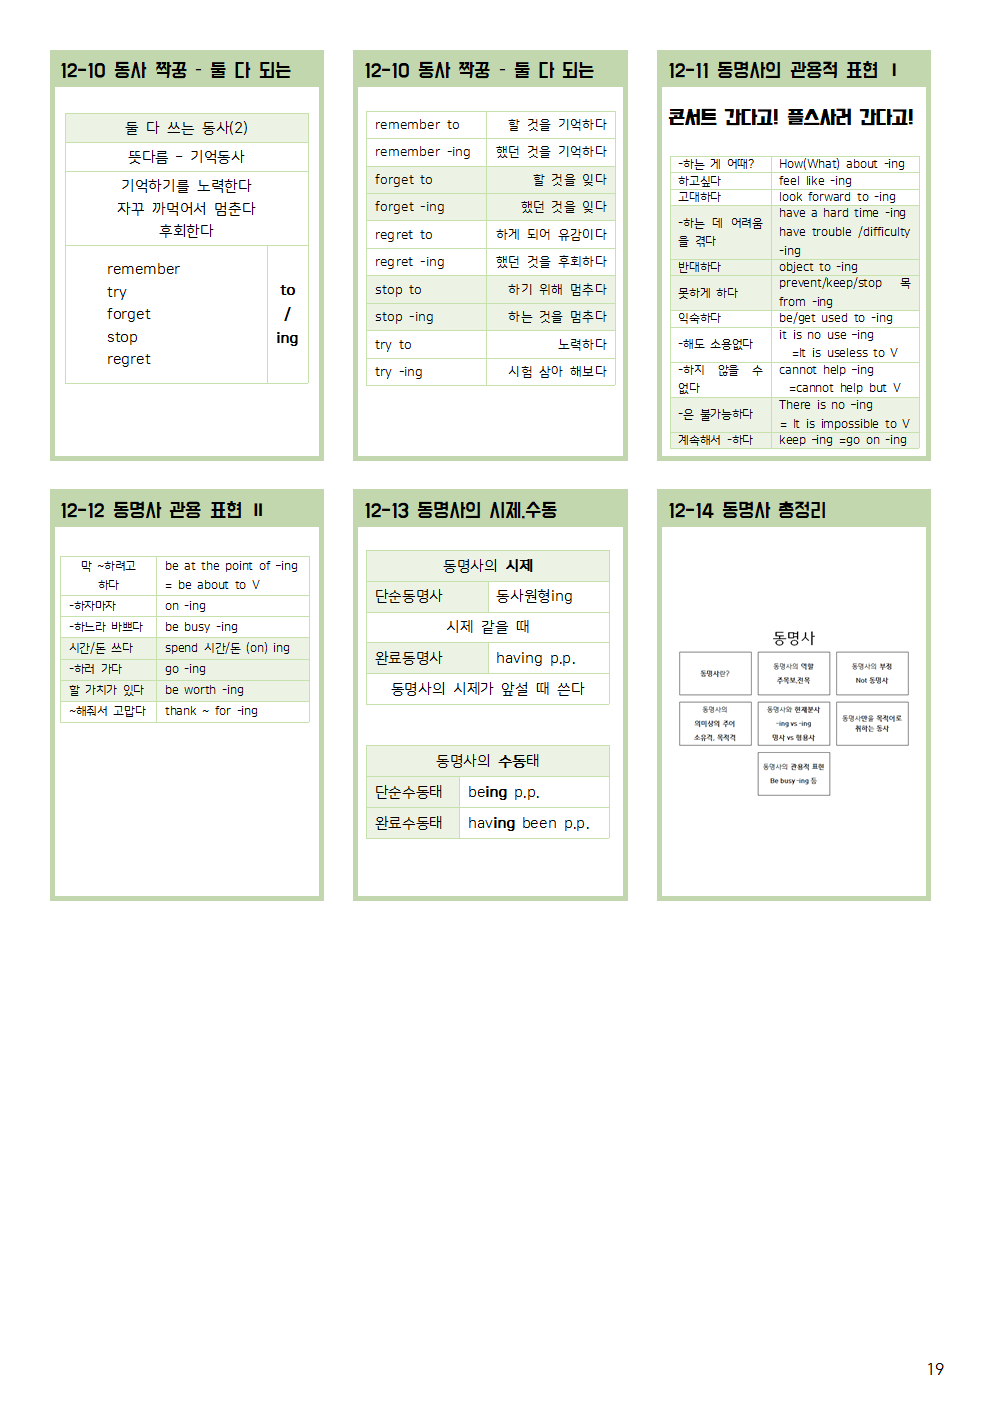 12-10 동사 짝꿍 - 둘 다 되는
둘 다 쓰는 동사(2)
뜻다름 - 기억동사
기억하기를 노력한다
자꾸 까먹어서 멈춘다
후회한다
remember
try
forget
stop
regret
to
/
ing
12-10 동사 짝꿍 - 둘 다 되는
remember to 할 것을 기억하다
remember -ing 했던 것을 기억하다
forget to 할 것을 잊다
forget -ing 했던 것을 잊다
regret to 하게 되어 유감이다
regret -ing 했던 것을 후회하다
stop to 하기 위해 멈추다
stop -ing 하는 것을 멈추다
try to 노력하다
try -ing 시험 삼아 해보다
12-11 동명사의 관용적 표현 Ⅰ
콘서트 간다고! 플스사러 간다고!
-하는 게 어때? How(What) about -ing
하고싶다 feel like -ing
고대하다 look forward to -ing
-하는 데 어려움을 겪다 have a hard time -ing
have trouble /difficulty
-ing
반대하다 object to -ing
못하게 하다 prevent/keep/stop 목
from -ing
익숙하다 be/get used to -ing
-해도 소용없다 it is no use -ing
=It is useless to V
-하지 않을 수 없다 cannot help -ing
=cannot help but V
-은 불가능하다 There is no -ing
= It is impossible to V
계속해서 -하다 keep -ing =go on -ing
12-12 동명사 관용 표현 Ⅱ
막 ~하려고 be at the point of -ing
하다 = be about to V
-하자마자 on -ing
-하느라 바쁘다 be busy -ing
시간/돈 쓰다 spend 시간/돈 (on) ing
-하러 가다 go -ing
할 가치가 있다 be worth -ing
~해줘서 고맙다 thank ~ for -ing
12-13 동명사의 시제,수동
동명사의 시제
단순동명사 동사원형ing
시제 같을 때
완료동명사 having p.p.
동명사의 시제가 앞설 때 쓴다
동명사의 수동태
단순수동태 being p.p.
완료수동태 having been p.p.
12-14 동명사 총정리
동명사
동명사란?
동명사의 역할
주목보,전목
동명사의 부정
Not 동명사
동명사의
의미상의 주어
소유격, 목적격
동명사와 현재분사
-ing vs -ing
명사 vs 형용사
동명사만을 목적어로
취하는 동사
동명사의 관용적 표현
Be busy -ing 등
19